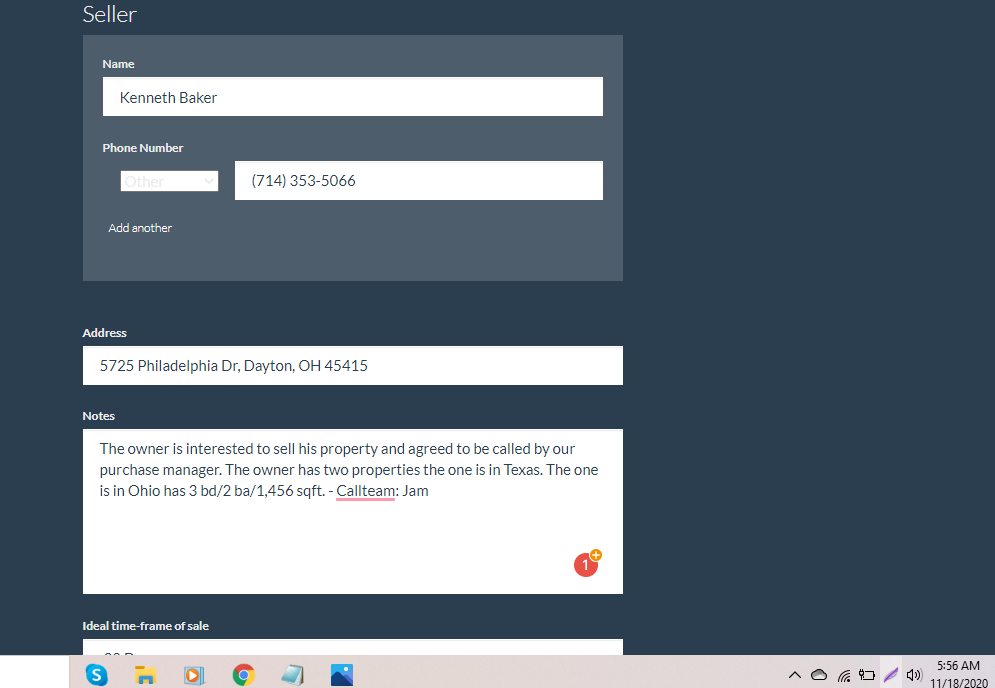 Seller
Name
Kenneth Baker
Phone Number
Other
(714) 353-5066
Add another
Address
5725 Philadelphia Dr, Dayton, OH 45415
Notes
The owner is interested to sell his property and agreed to be called by our
purchase manager. The owner has two properties the one is in Texas. The one
is in Ohio has 3 bd/2 ba/1,456 sqft. - Callteam: Jam
1
Ideal time-frame of sale
5:56 AM
11/18/2020